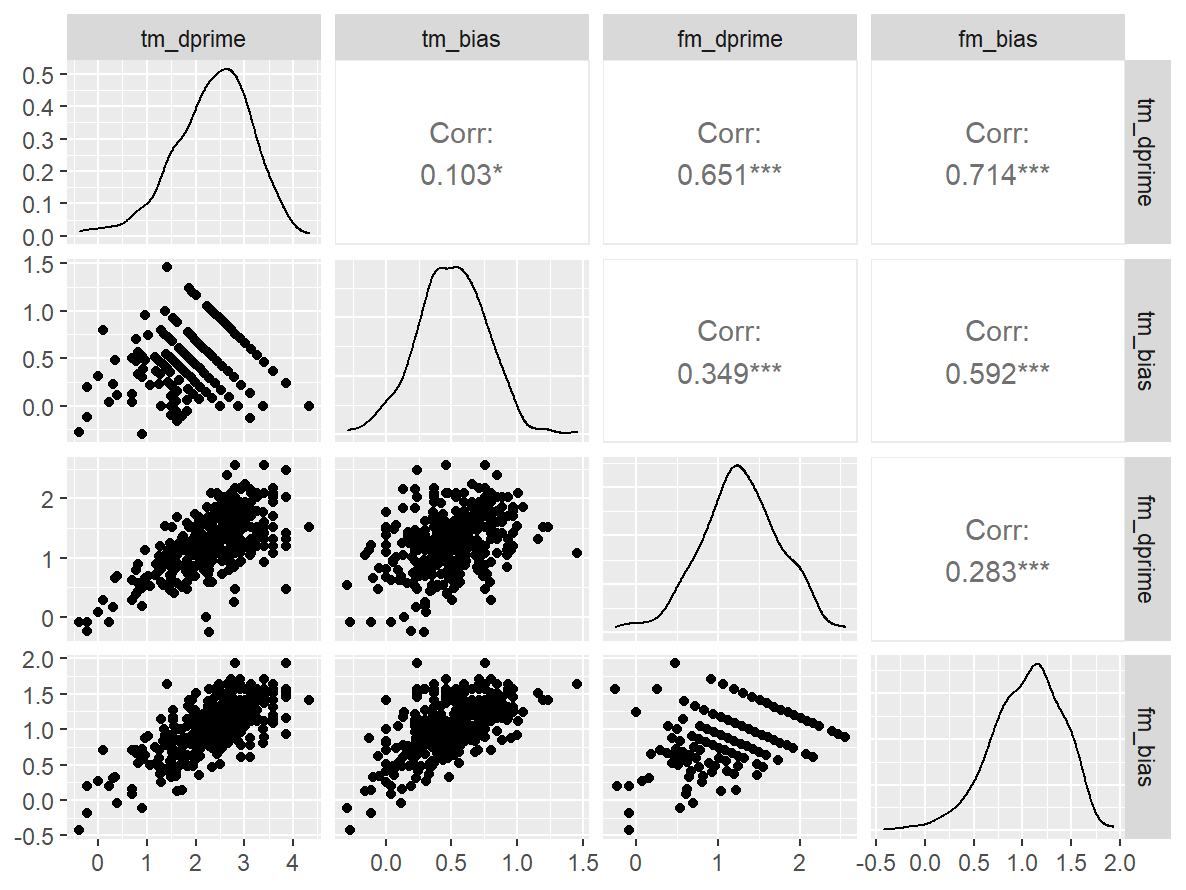 tm_dprime
tm_bias
fm_dprime
fm_bias
0.5
0.4
0.3
0.2
0.1
0.0
Corr:
0.103*
Corr:
0.651***
Corr:
0.714***
tm_dprime
1.5
1.0
0.5
0.0
Corr:
0.349***
Corr:
0.592***
tm_bias
2
1
0
Corr:
0.283***
fm_dprime
2.0
1.5
1.0
0.5
0.0
-0.5
fm_bias
0 1 2 3 4
0.0 0.5 1.0 1.5
0 1 2
-0.5 0.0 0.5 1.0 1.5 2.0